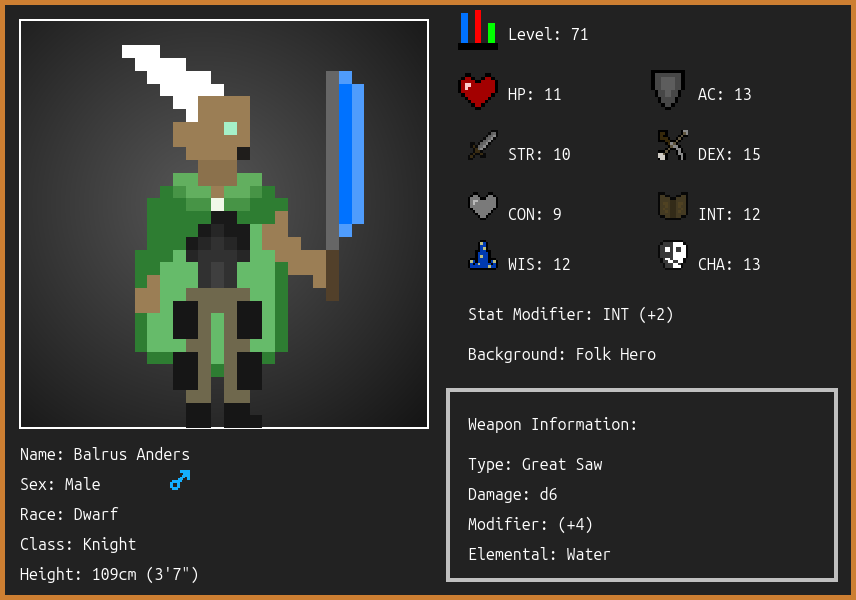 Level: 71
HP: 11
AC: 13
STR: 10
DEX: 15
CON: 9
INT: 12
WIS: 12
CHA: 13
Stat Modifier: INT (+2)
Background: Folk Hero
Weapon Information:
Type: Great Saw
Damage: d6
Modifier: (+4)
Elemental: Water
Name: Balrus Anders
Sex: Male
Race: Dwarf
Class: Knight
Height: 109cm (3'7")